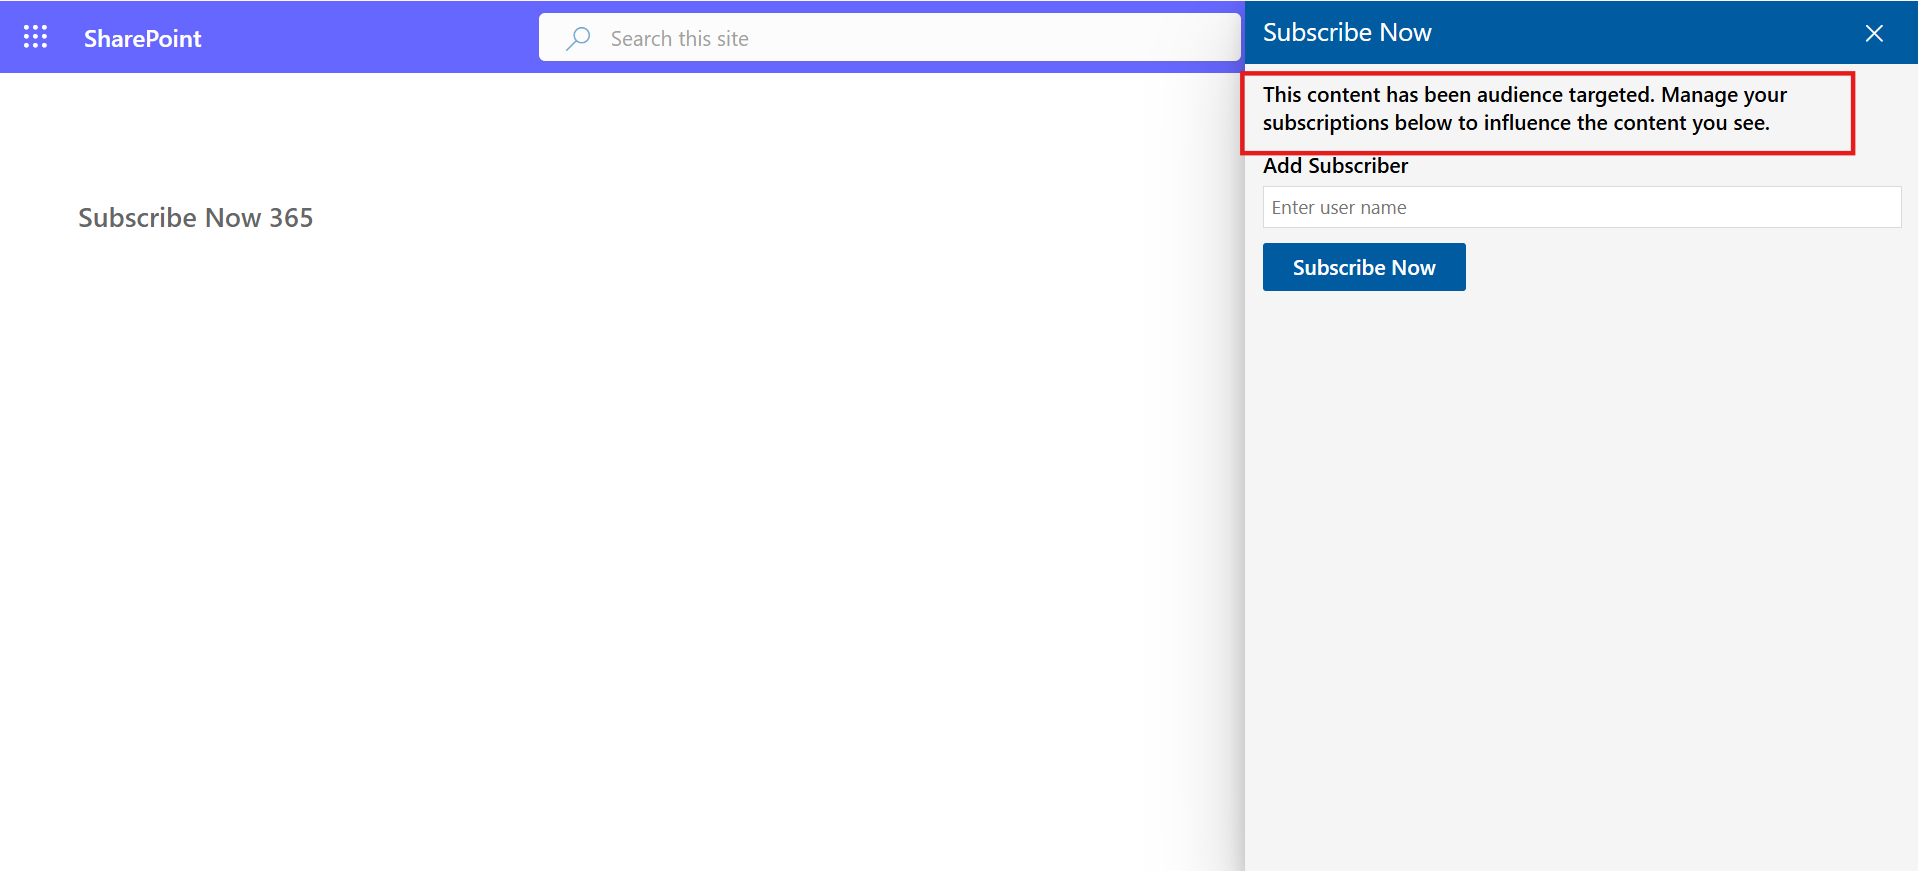 SharePoint
Search this site
Subscribe Now
This content has been audience targeted. Manage your
subscriptions below to influence the content you see.
Add Subscriber
Enter user name
Subscribe Now
Subscribe Now 365